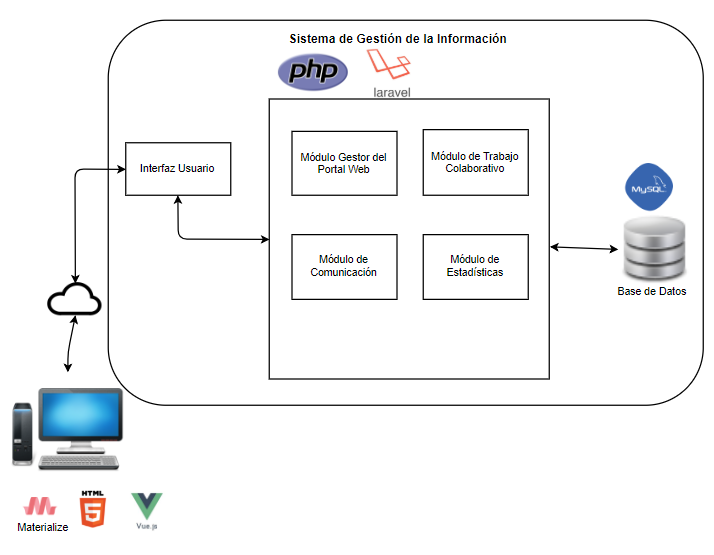 Sistema de Gestión de la Información
php
laravel
Interfaz Usuario
Módulo Gestor del
Portal Web
Módulo de Trabajo
Colaborativo
MySQL
Módulo de
Comunicación
Módulo de
Estadísticas
Base de Datos
HTML
5
Materialize
Vue.js